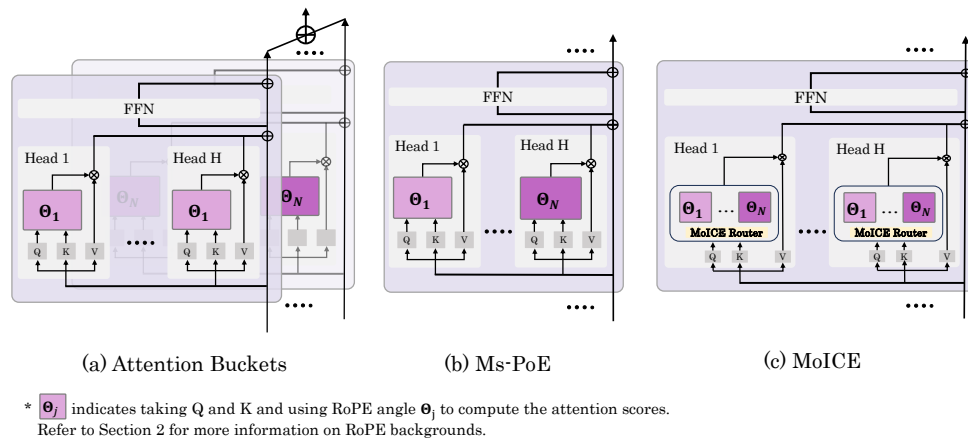 ....
....
....
FFN
FFN
FFN
Head 1
Head H
Head 1
Head H
Head 1
Head H
Θ1
ΘN
Θ1
ΘN
Θ1
ΘN
Θ1 ... ΘN
Θ1 ... ΘN
MoICE Router
MoICE Router
....
....
....
Q K V
Q K V
Q K V
Q K V
Q K V
Q K V
....
....
....
(a) Attention Buckets
(b) Ms-PoE
(c) MoICE
* Θj indicates taking Q and K and using RoPE angle Θj to compute the attention scores.
Refer to Section 2 for more information on RoPE backgrounds.